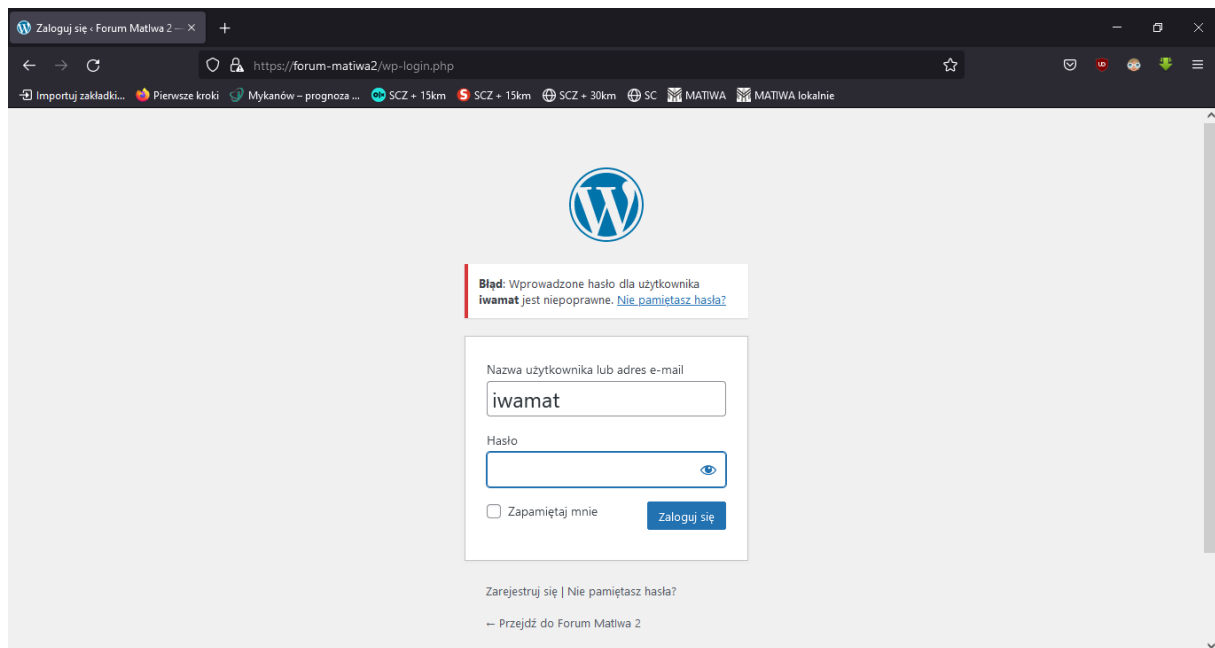 Zaloguj się ‹ Forum MatIwa 2 —
https://forum-matiwa2/wp-login.php
Importuj zakładki... Pierwsze kroki Mykanów – prognoza ... SCZ + 15km SCZ + 15km SCZ + 30km SC MATIWA MATIWA lokalnie
Błąd: Wprowadzone hasło dla użytkownika
iwamat jest niepoprawne. Nie pamiętasz hasła?
Nazwa użytkownika lub adres e-mail
iwamat
Hasło
Zapamiętaj mnie
Zaloguj się
Zarejestruj się | Nie pamiętasz hasła?
← Przejdź do Forum MatIwa 2